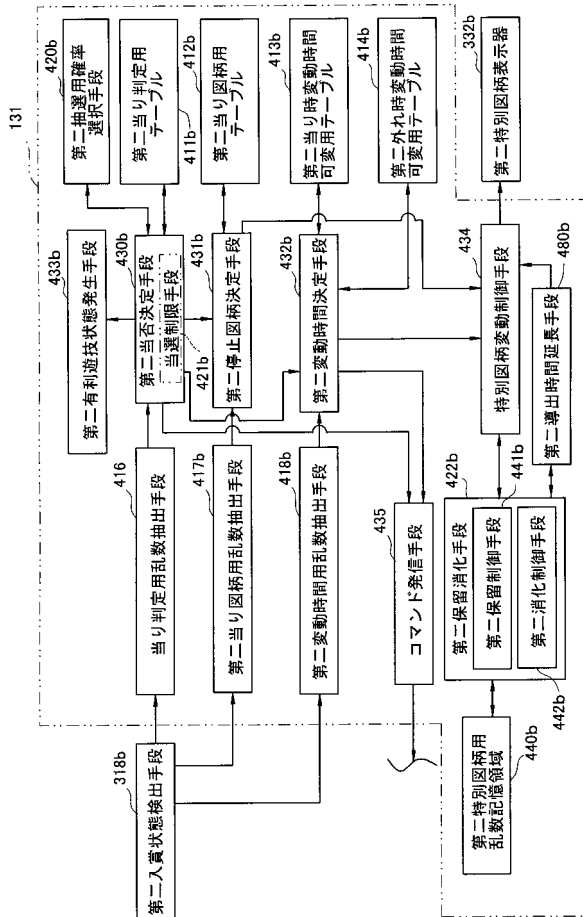 131
420b
第二抽選用確率
選択手段
第二当り判定用
テーブル
411b
第二当り図柄用
テーブル
412b
第二当り時変動時間
可変用テーブル
413b
第二外れ時変動時間
可変用テーブル
414b
第二特別図柄表示器
332b
433b
第二有利遊技状態発生手段
430b
第二当否決定手段
当選制限手段
421b
431b
第二停止図柄決定手段
432b
第二変動時間決定手段
434
特別図柄変動制御手段
480b
第二導出時間延長手段
416
当り判定用乱数抽出手段
417b
第二当り図柄用乱数抽出手段
418b
第二変動時間用乱数抽出手段
435
コマンド発信手段
422b
第二保留消化手段
441b
第二保留制御手段
第二消化制御手段
442b
318b
第二入賞状態検出手段
第二特別図柄用
乱数記憶領域
440b